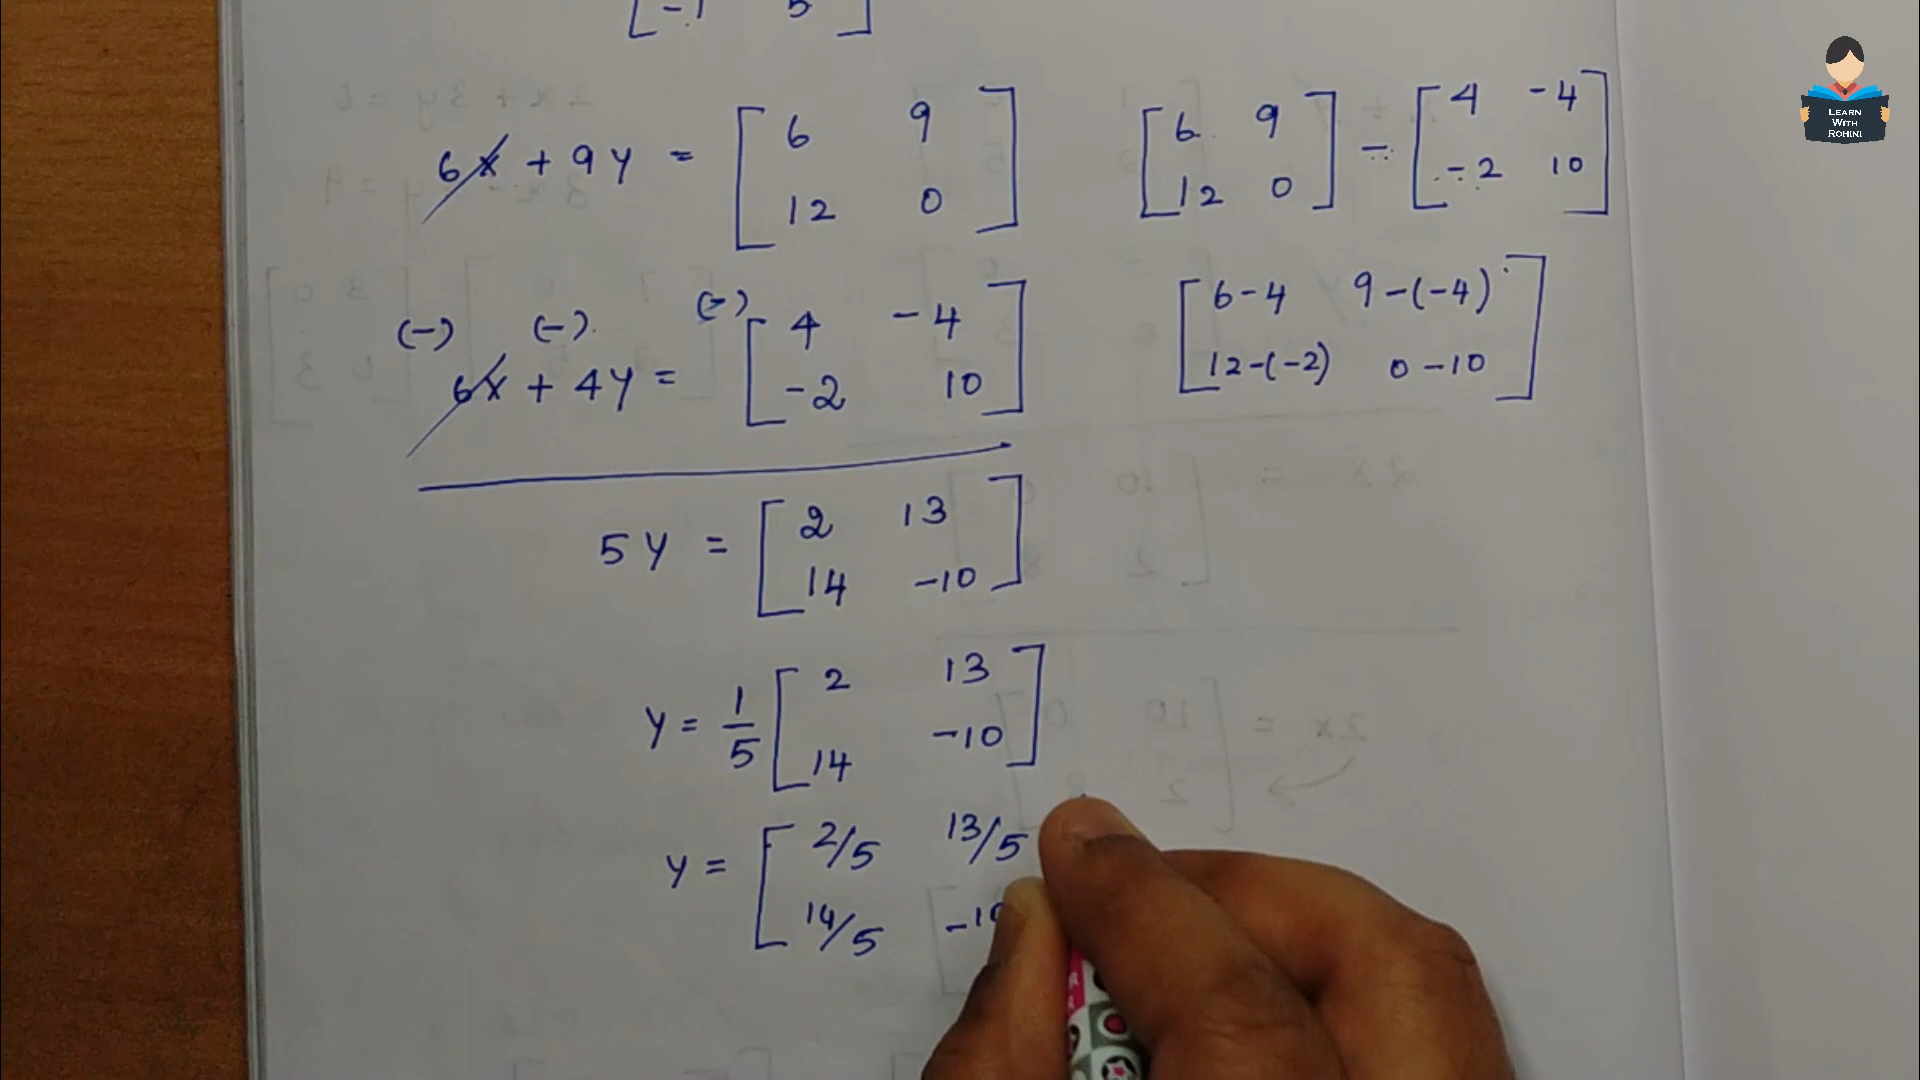 -1 5
6x + 9y = [ 6 9
12 0 ]
[ 6 9
12 0 ] - [ 4 -4
-2 10 ]
(-) (-) (-)
6x + 4y = [ 4 -4
-2 10 ]
[ 6-4 9-(-4)
12-(-2) 0-10 ]
5y = [ 2 13
14 -10 ]
y = 1/5 [ 2 13
14 -10 ]
y = [ 2/5 13/5
14/5 -10
LEARN
WITH
ROHINI